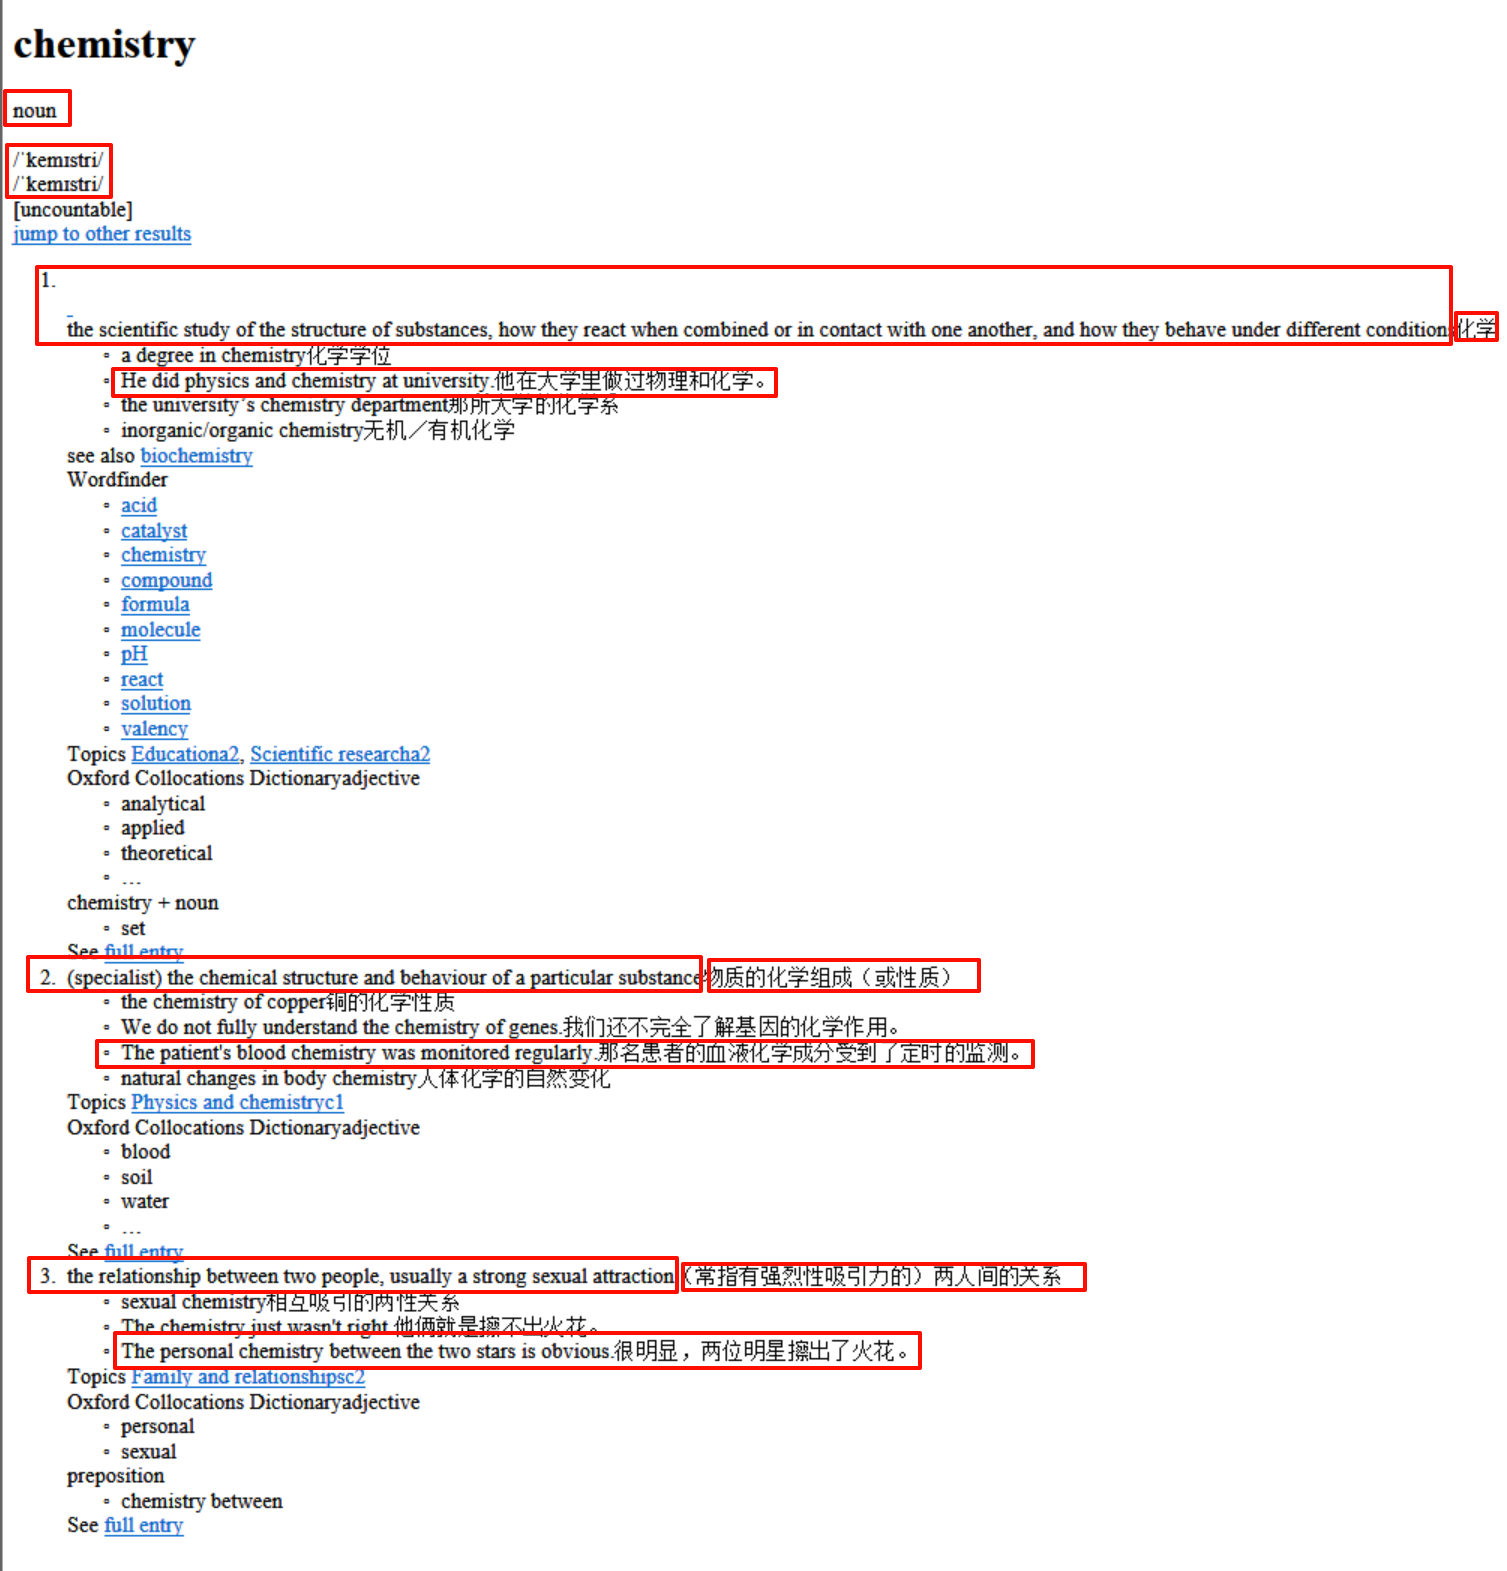 chemistry
noun
/ˈkemɪstri/
/ˈkemɪstri/
[uncountable]
jump to other results
1.
the scientific study of the structure of substances, how they react when combined or in contact with one another, and how they behave under different conditions化学
▫ a degree in chemistry化学学位
▫ He did physics and chemistry at university.他在大学里做过物理和化学。
▫ the university’s chemistry department那所大学的化学系
▫ inorganic/organic chemistry无机／有机化学
see also biochemistry
Wordfinder
▫ acid
▫ catalyst
▫ chemistry
▫ compound
▫ formula
▫ molecule
▫ pH
▫ react
▫ solution
▫ valency
Topics Educationa2, Scientific researcha2
Oxford Collocations Dictionaryadjective
▫ analytical
▫ applied
▫ theoretical
▫ …
chemistry + noun
▫ set
See full entry
2. (specialist) the chemical structure and behaviour of a particular substance物质的化学组成（或性质）
▫ the chemistry of copper铜的化学性质
▫ We do not fully understand the chemistry of genes.我们还不完全了解基因的化学作用。
▫ The patient's blood chemistry was monitored regularly.那名患者的血液化学成分受到了定时的监测。
▫ natural changes in body chemistry人体化学的自然变化
Topics Physics and chemistryc1
Oxford Collocations Dictionaryadjective
▫ blood
▫ soil
▫ water
▫ …
See full entry
3. the relationship between two people, usually a strong sexual attraction（常指有强烈性吸引力的）两人间的关系
▫ sexual chemistry相互吸引的两性关系
▫ The chemistry just wasn't right.他俩就是擦不出火花。
▫ The personal chemistry between the two stars is obvious.很明显，两位明星擦出了火花。
Topics Family and relationshipsc2
Oxford Collocations Dictionaryadjective
▫ personal
▫ sexual
preposition
▫ chemistry between
See full entry